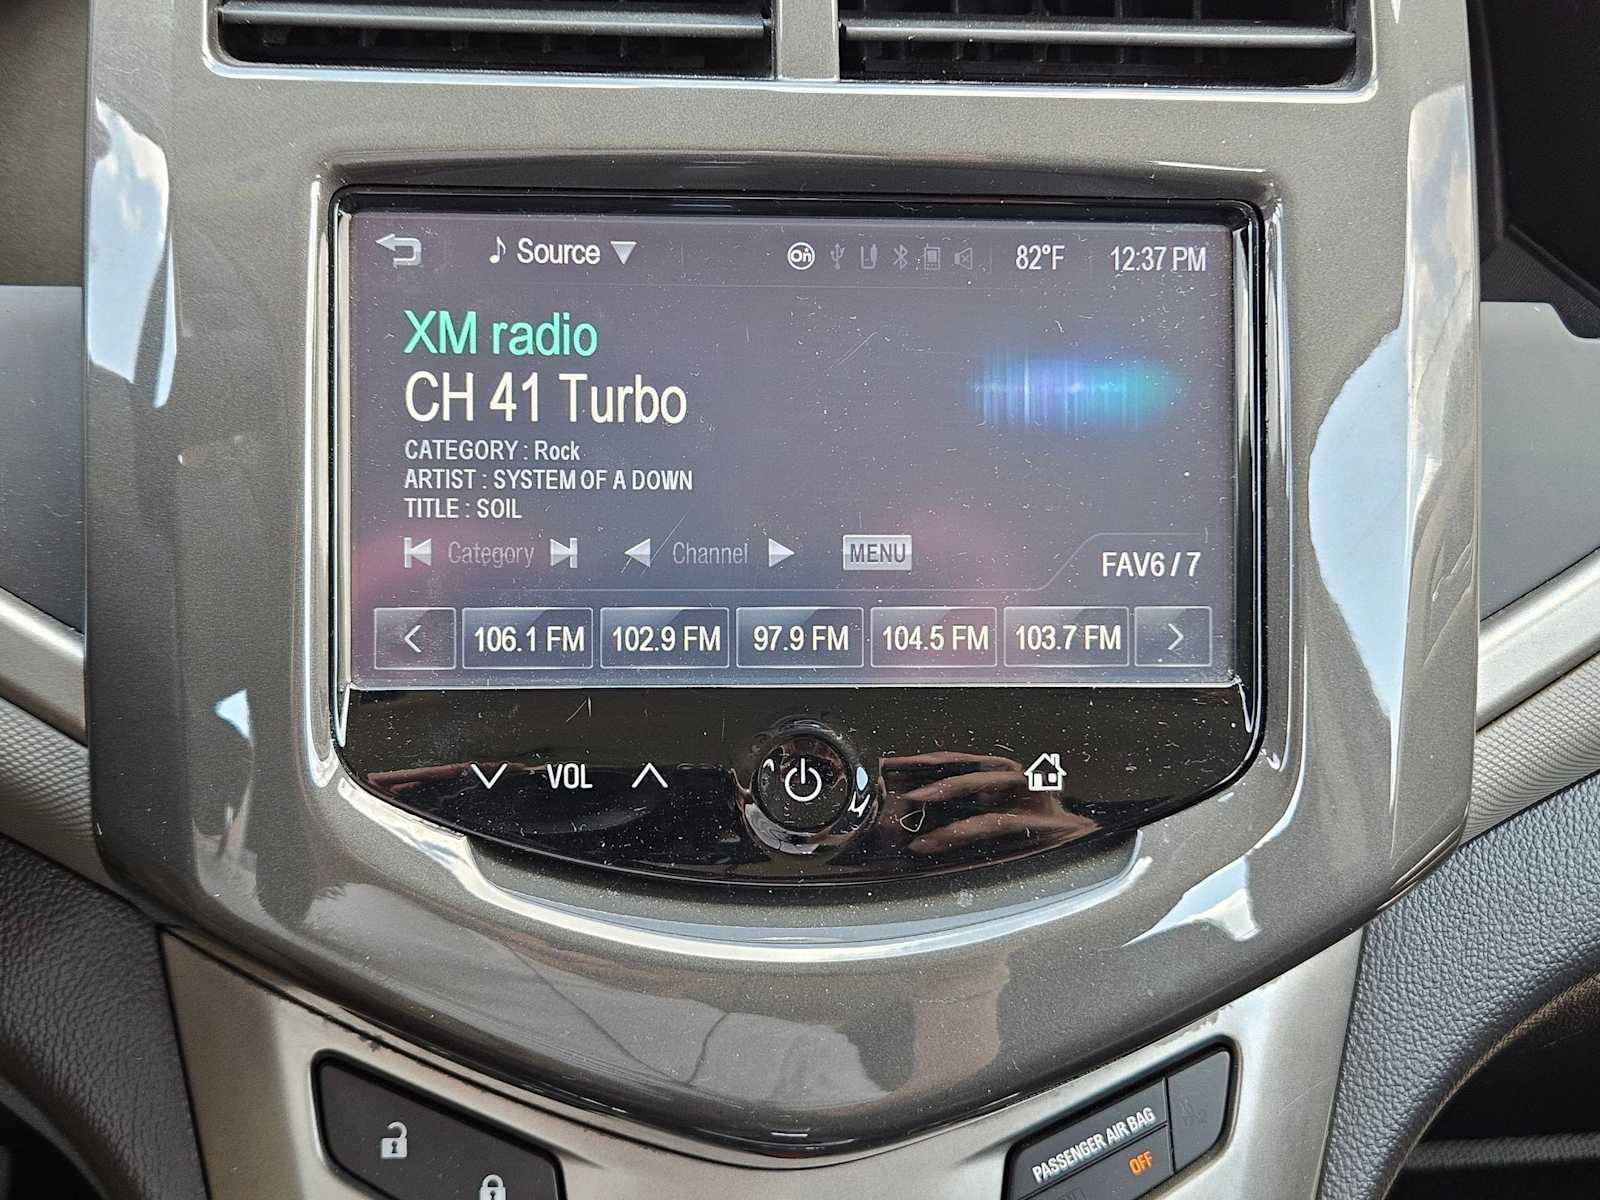 Source
On
82°F
12:37 PM
XM radio
CH 41 Turbo
CATEGORY : Rock
ARTIST : SYSTEM OF A DOWN
TITLE : SOIL
Category
Channel
MENU
FAV6 / 7
106.1 FM
102.9 FM
97.9 FM
104.5 FM
103.7 FM
VOL
PASSENGER AIR BAG
OFF